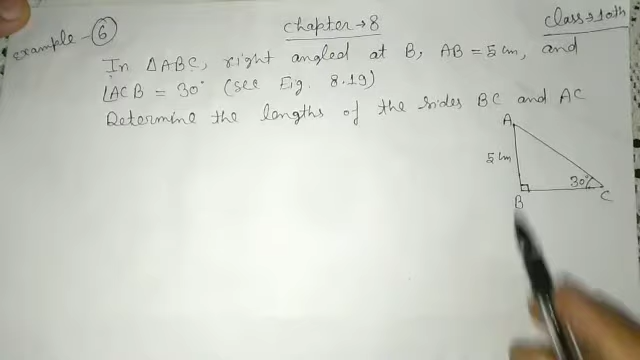 chapter→8
class→10th
example-⑥
In △ABC, right angled at B, AB = 5 cm, and
∠ACB = 30° (see Fig. 8.19)
Determine the lengths of the sides BC and AC
A
5 cm
30°
B
C